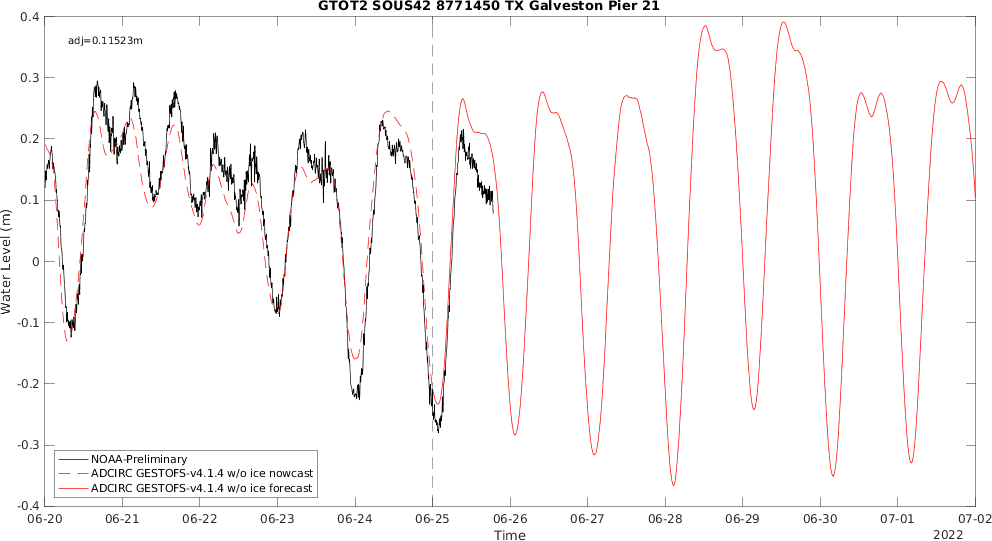 GTOT2 SOUS42 8771450 TX Galveston Pier 21
adj=0.11523m
0.4
0.3
0.2
0.1
0
-0.1
-0.2
-0.3
-0.4
Water Level (m)
NOAA-Preliminary
ADCIRC GESTOFS-v4.1.4 w/o ice nowcast
ADCIRC GESTOFS-v4.1.4 w/o ice forecast
06-20 06-21 06-22 06-23 06-24 06-25 06-26 06-27 06-28 06-29 06-30 07-01 07-02
Time
2022